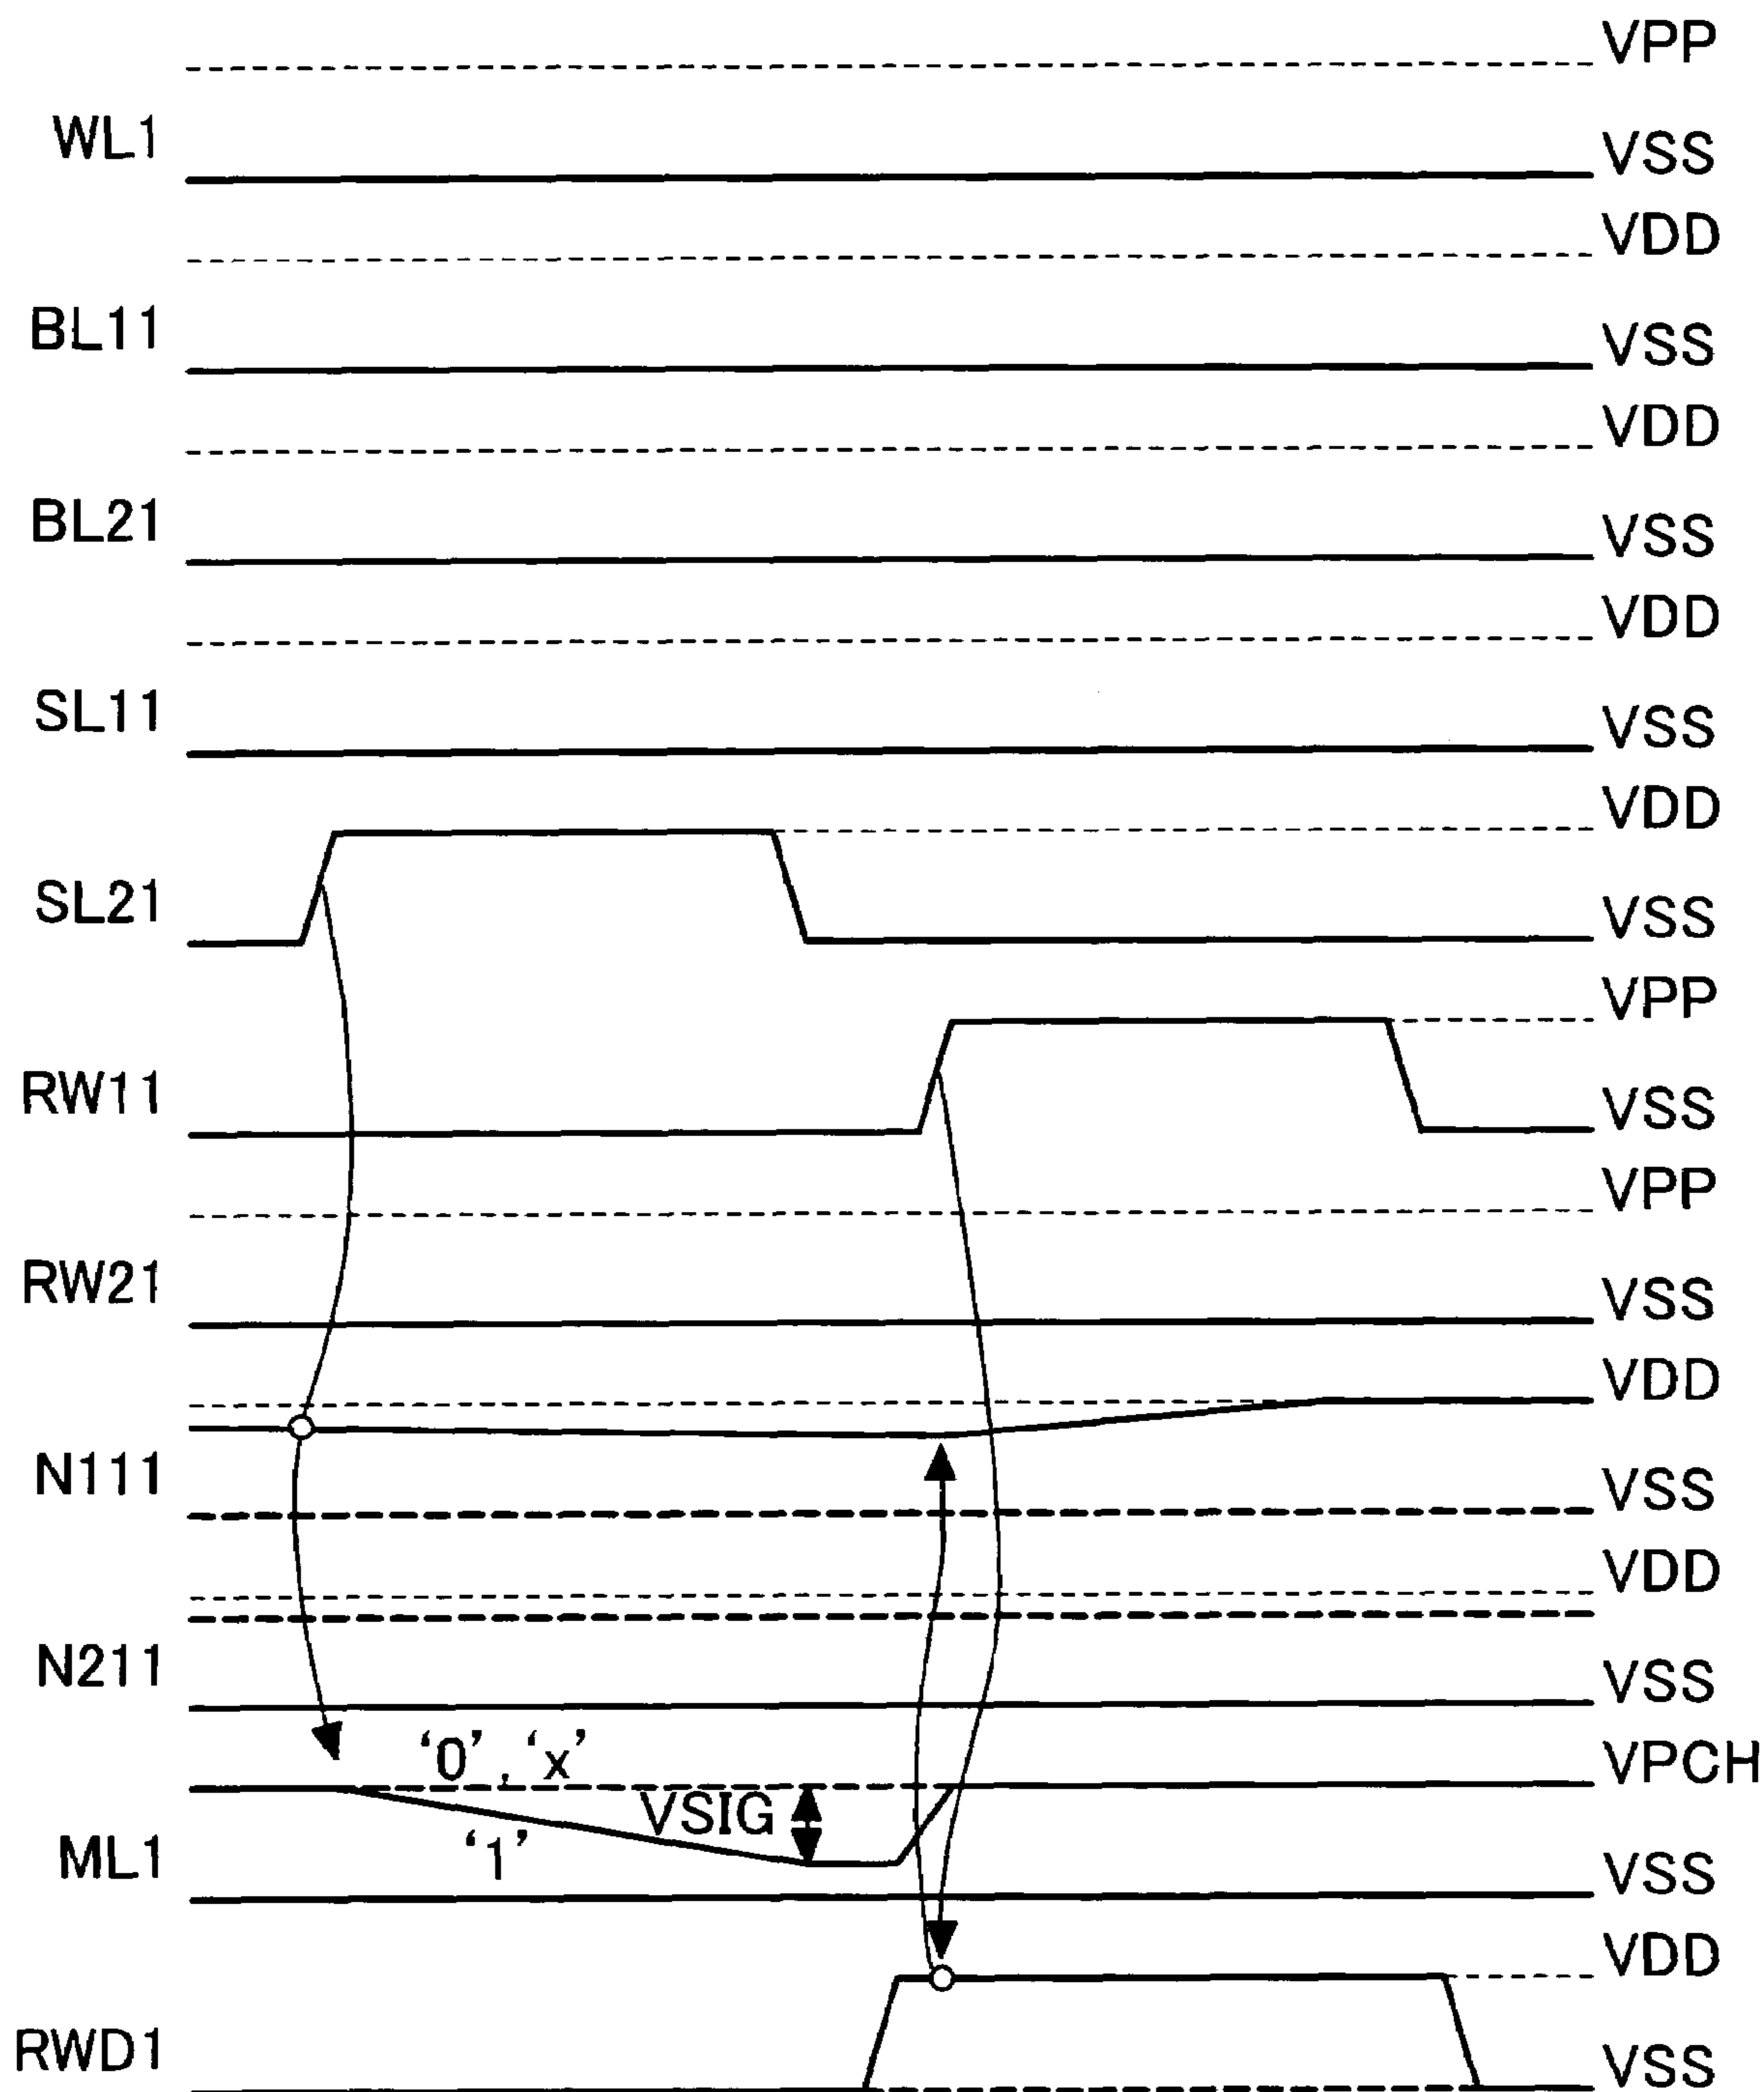 VPP
WL1
VSS
VDD
BL11
VSS
VDD
BL21
VSS
VDD
SL11
VSS
VDD
SL21
VSS
VPP
RW11
VSS
VPP
RW21
VSS
VDD
N111
VSS
VDD
N211
VSS
‘0’, ‘x’
VPCH
VSIG
ML1
‘1’
VSS
VDD
RWD1
VSS